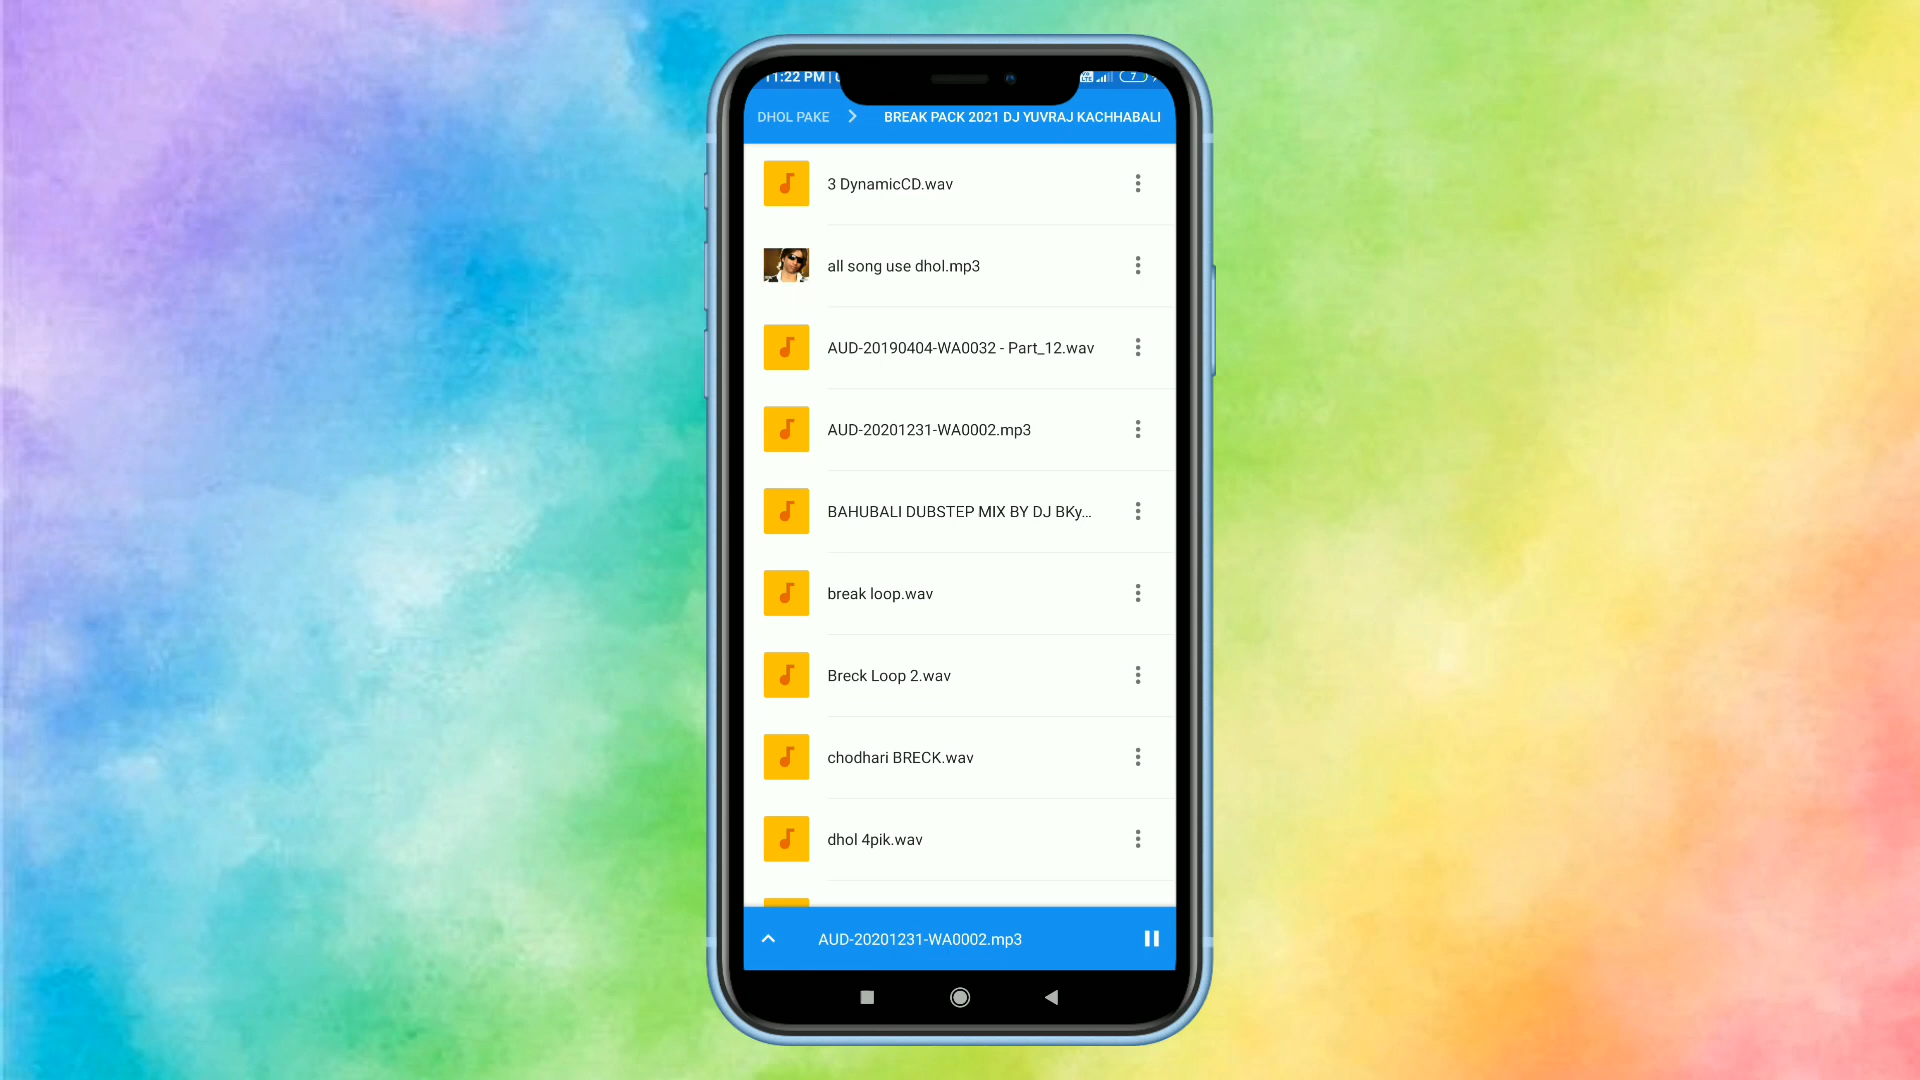 11:22 PM |
7
DHOL PAKE
BREAK PACK 2021 DJ YUVRAJ KACHHABALI
3 DynamicCD.wav
all song use dhol.mp3
AUD-20190404-WA0032 - Part_12.wav
AUD-20201231-WA0002.mp3
BAHUBALI DUBSTEP MIX BY DJ BKy...
break loop.wav
Breck Loop 2.wav
chodhari BRECK.wav
dhol 4pik.wav
AUD-20201231-WA0002.mp3